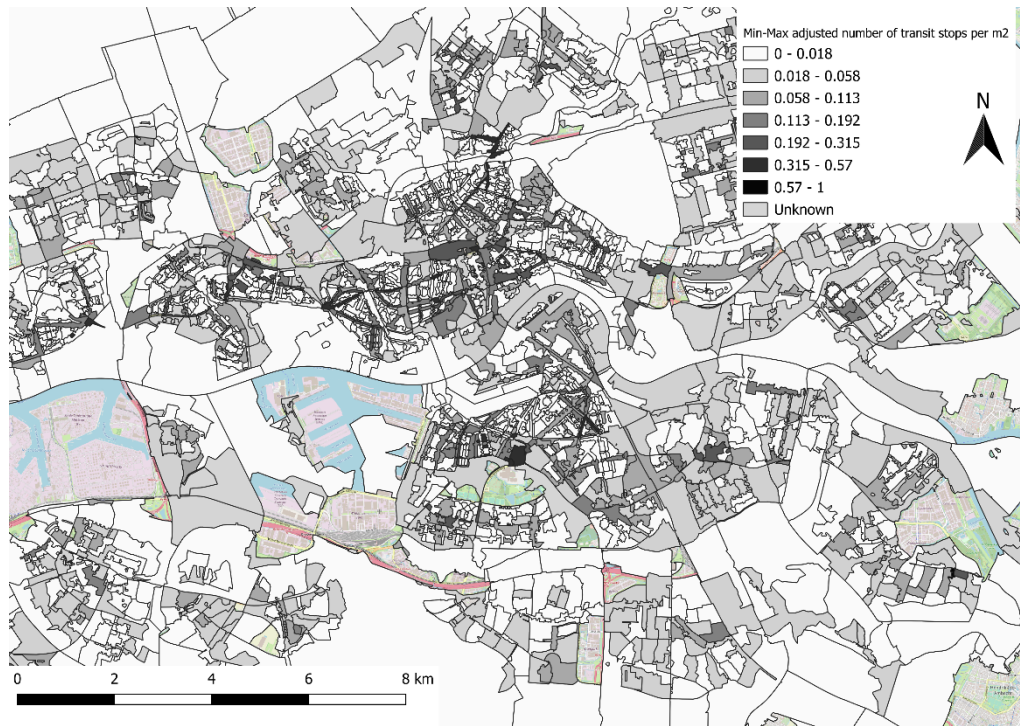 Min-Max adjusted number of transit stops per m2
0 - 0.018
0.018 - 0.058
0.058 - 0.113
0.113 - 0.192
0.192 - 0.315
0.315 - 0.57
0.57 - 1
Unknown
N
0 2 4 6 8 km